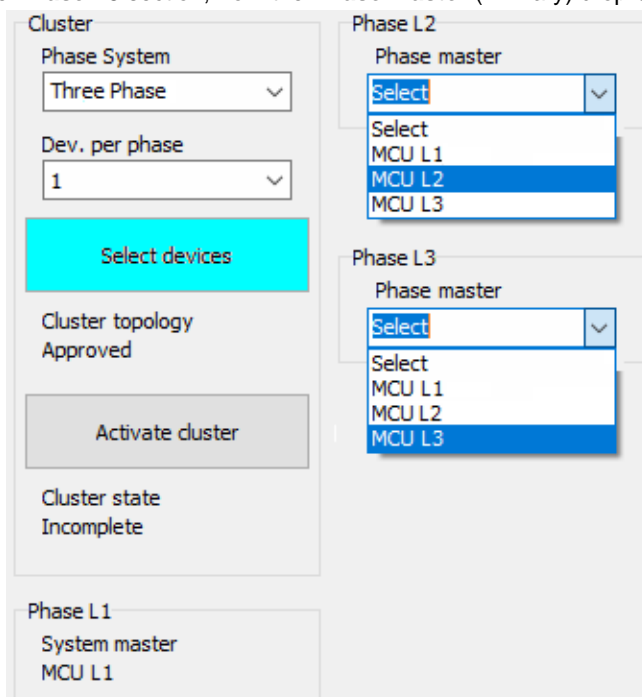 Cluster
Phase System
Three Phase
Dev. per phase
1
Select devices
Cluster topology
Approved
Activate cluster
Cluster state
Incomplete
Phase L1
System master
MCU L1
Phase L2
Phase master
Select
Select
MCU L1
MCU L2
MCU L3
Phase L3
Phase master
Select
Select
MCU L1
MCU L2
MCU L3